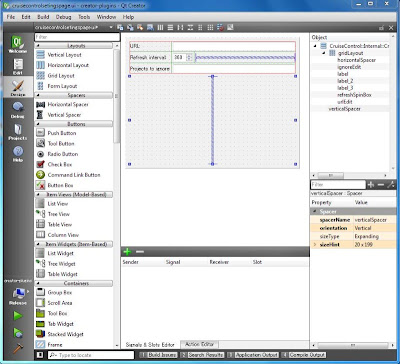 cruisecontrolsetingspage.ui - creator-plugins - Qt Creator
File Edit Build Debug Tools Window Help
cruisecontrolsetingspage.ui
Welcome
Edit
Design
Debug
Projects
Help
Release
Filter
Layouts
Vertical Layout
Horizontal Layout
Grid Layout
Form Layout
Spacers
Horizontal Spacer
Vertical Spacer
Buttons
Push Button
Tool Button
Radio Button
Check Box
Command Link Button
Button Box
Item Views (Model-Based)
List View
Tree View
Table View
Column View
Item Widgets (Item-Based)
List Widget
Tree Widget
Table Widget
Containers
Group Box
Scroll Area
Tool Box
Tab Widget
Stacked Widget
Frame
URL
Refresh interval: 360
Projects to ignore:
Sender Signal Receiver Slot
Signals & Slots Editor Action Editor
Object
CruiseControl::Internal::C
gridLayout
horizontalSpacer
ignoreEdit
label
label_2
label_3
refreshSpinBox
urlEdit
verticalSpacer
Filter
verticalSpacer : Spacer
Property Value
Spacer
spacerName verticalSpacer
orientation Vertical
sizeType Expanding
sizeHint 20 x 199
Type to locate
1 Build Issues 2 Search Results 3 Application Output 4 Compile Output